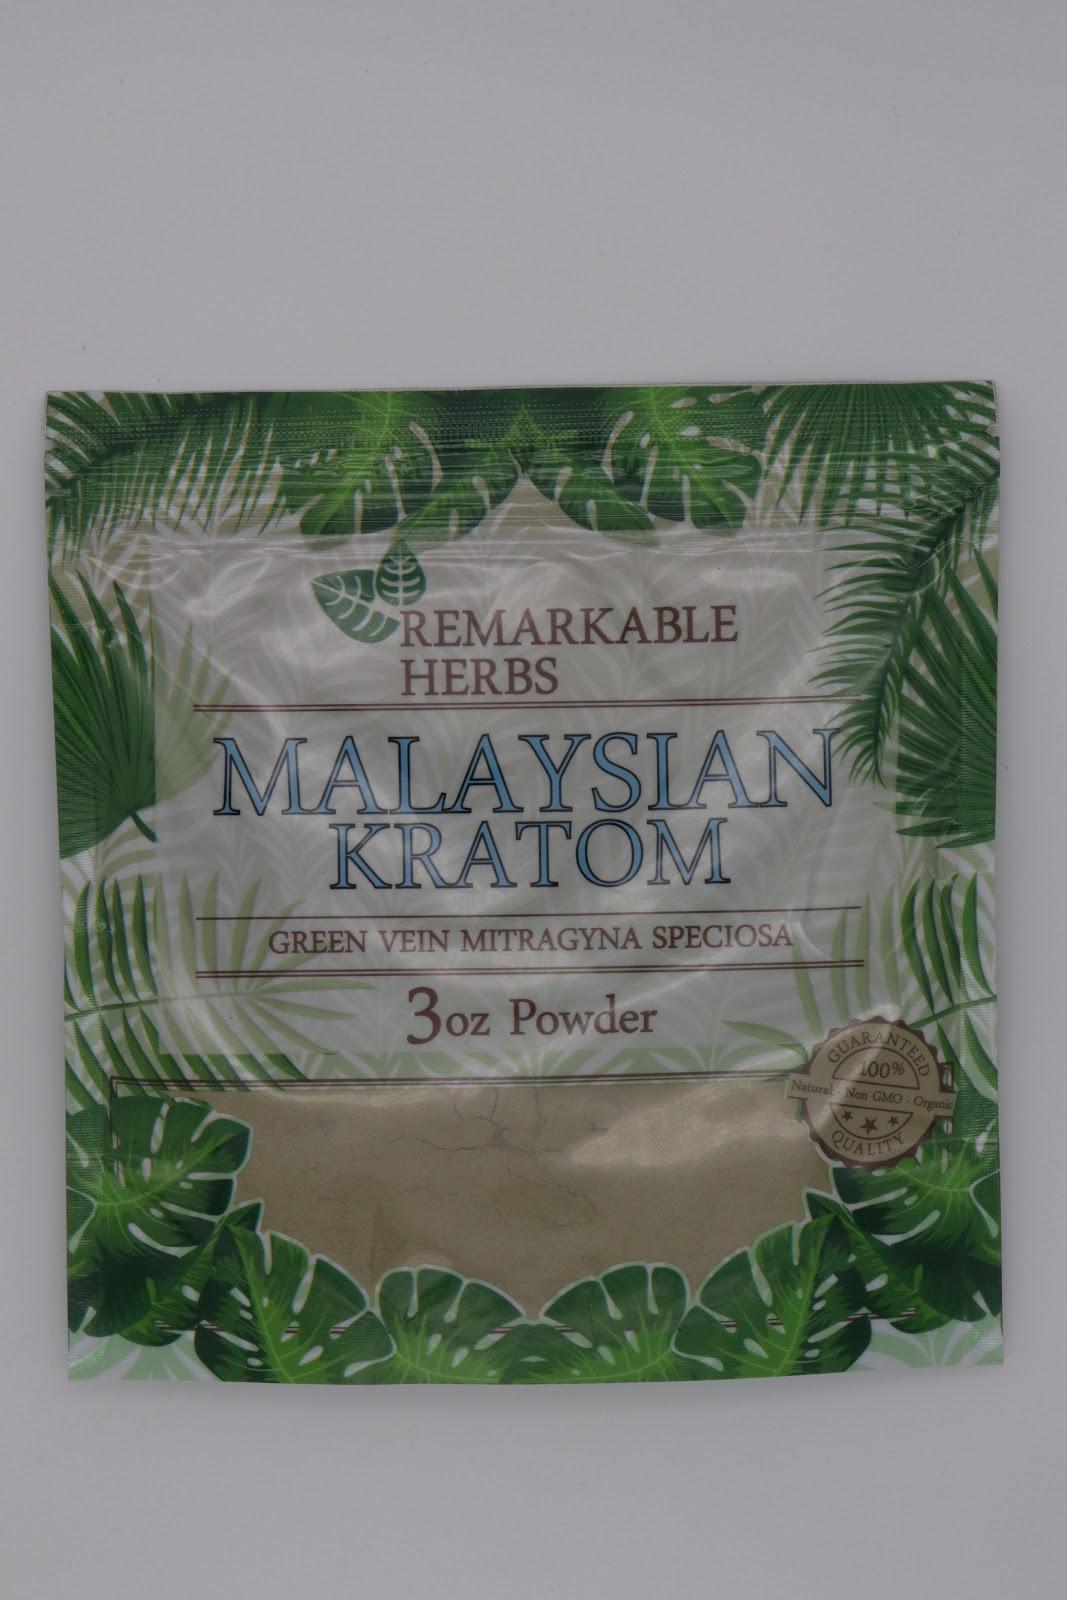 REMARKABLE
HERBS
MALAYSIAN
KRATOM
GREEN VEIN MITRAGYNA SPECIOSA
3oz Powder
GUARANTEED
100%
Natural · Non GMO · Organic
QUALITY